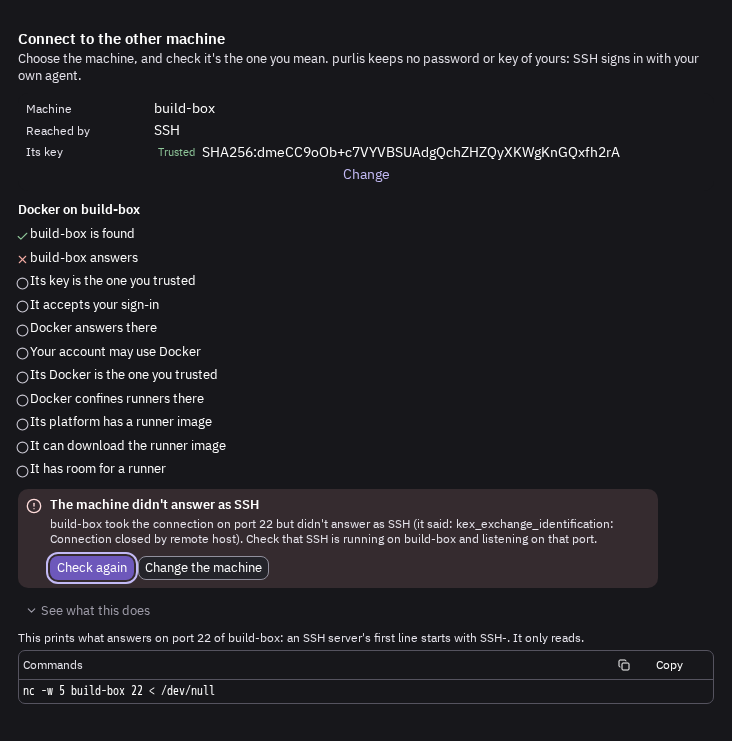 Connect to the other machine
Choose the machine, and check it's the one you mean. purlis keeps no password or key of yours: SSH signs in with your
own agent.
Machine build-box
Reached by SSH
Its key Trusted SHA256:dmeCC9oOb+c7VYVBSUAdgQchZHZQyXKWgKnGQxfh2rA
Change
Docker on build-box
build-box is found
build-box answers
Its key is the one you trusted
It accepts your sign-in
Docker answers there
Your account may use Docker
Its Docker is the one you trusted
Docker confines runners there
Its platform has a runner image
It can download the runner image
It has room for a runner
The machine didn't answer as SSH
build-box took the connection on port 22 but didn't answer as SSH (it said: kex_exchange_identification:
Connection closed by remote host). Check that SSH is running on build-box and listening on that port.
Check again Change the machine
See what this does
This prints what answers on port 22 of build-box: an SSH server's first line starts with SSH-. It only reads.
Commands Copy
nc -w 5 build-box 22 < /dev/null